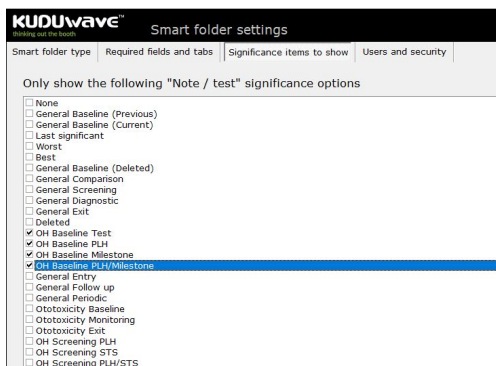 KUDUwave™
thinking out the booth
Smart folder settings
Smart folder type Required fields and tabs Significance items to show Users and security
Only show the following "Note / test" significance options
None
General Baseline (Previous)
General Baseline (Current)
Last significant
Worst
Best
General Baseline (Deleted)
General Comparison
General Screening
General Diagnostic
General Exit
Deleted
OH Baseline Test
OH Baseline PLH
OH Baseline Milestone
OH Baseline PLH/Milestone
General Entry
General Follow up
General Periodic
Ototoxicity Baseline
Ototoxicity Monitoring
Ototoxicity Exit
OH Screening PLH
OH Screening STS
OH Screening PLH/STS